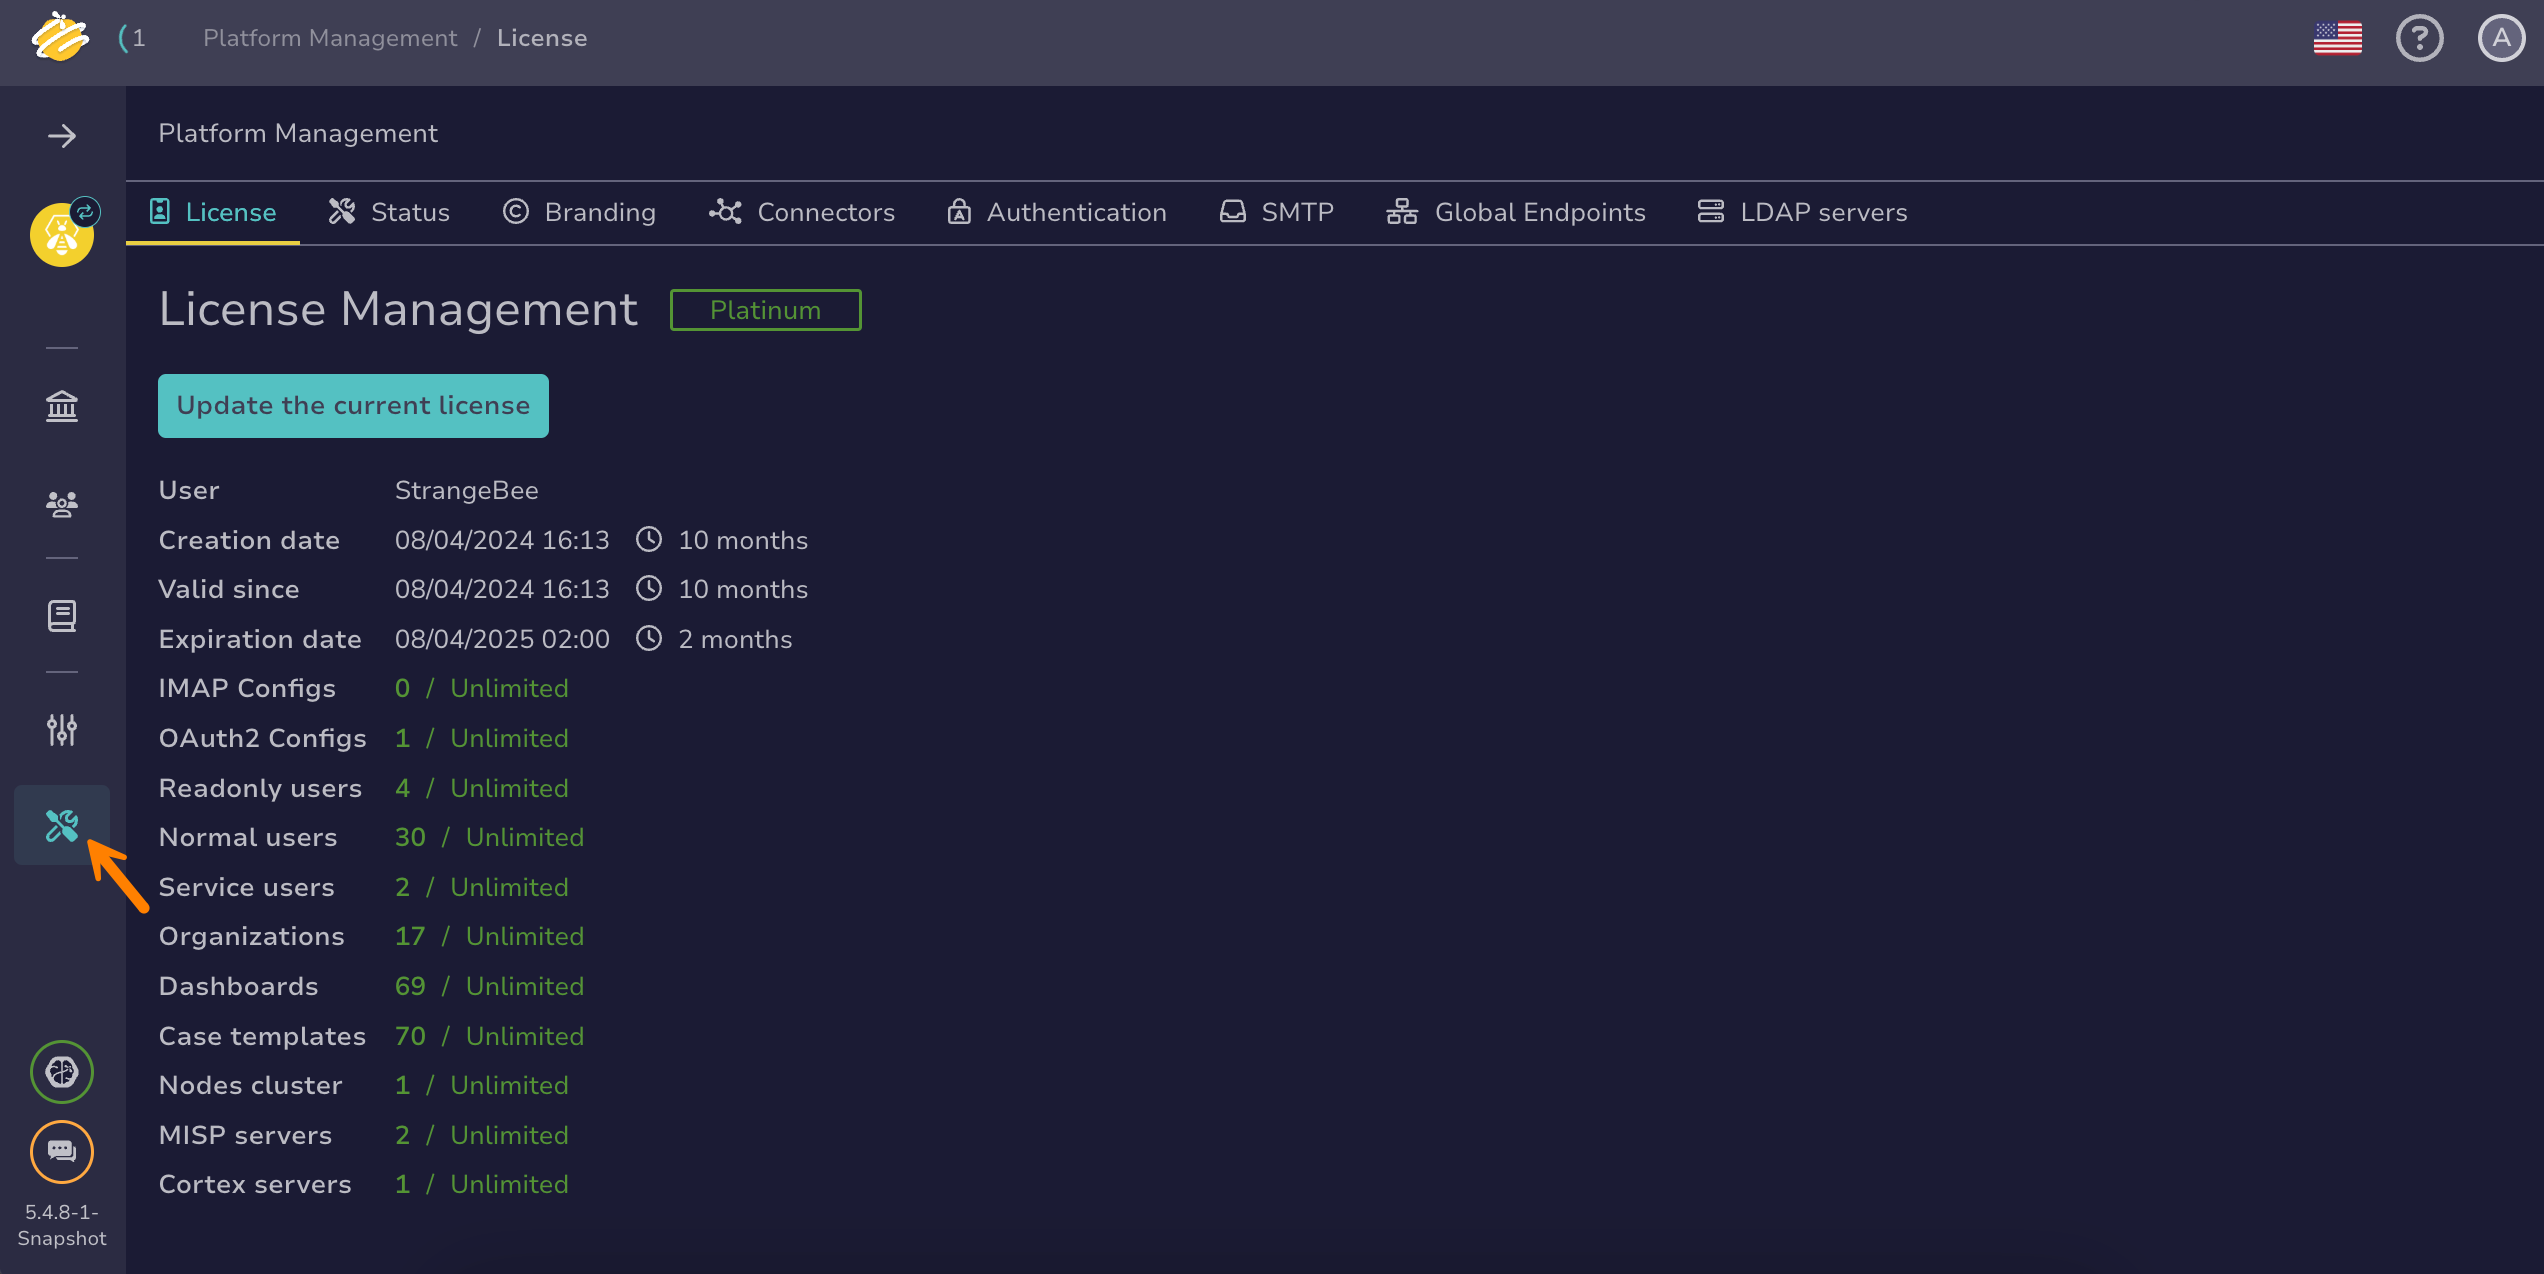 1 Platform Management / License A
Platform Management
License Status Branding Connectors Authentication SMTP Global Endpoints LDAP servers
License Management Platinum
Update the current license
User StrangeBee
Creation date 08/04/2024 16:13 10 months
Valid since 08/04/2024 16:13 10 months
Expiration date 08/04/2025 02:00 2 months
IMAP Configs 0 / Unlimited
OAuth2 Configs 1 / Unlimited
Readonly users 4 / Unlimited
Normal users 30 / Unlimited
Service users 2 / Unlimited
Organizations 17 / Unlimited
Dashboards 69 / Unlimited
Case templates 70 / Unlimited
Nodes cluster 1 / Unlimited
MISP servers 2 / Unlimited
Cortex servers 1 / Unlimited
5.4.8-1-
Snapshot